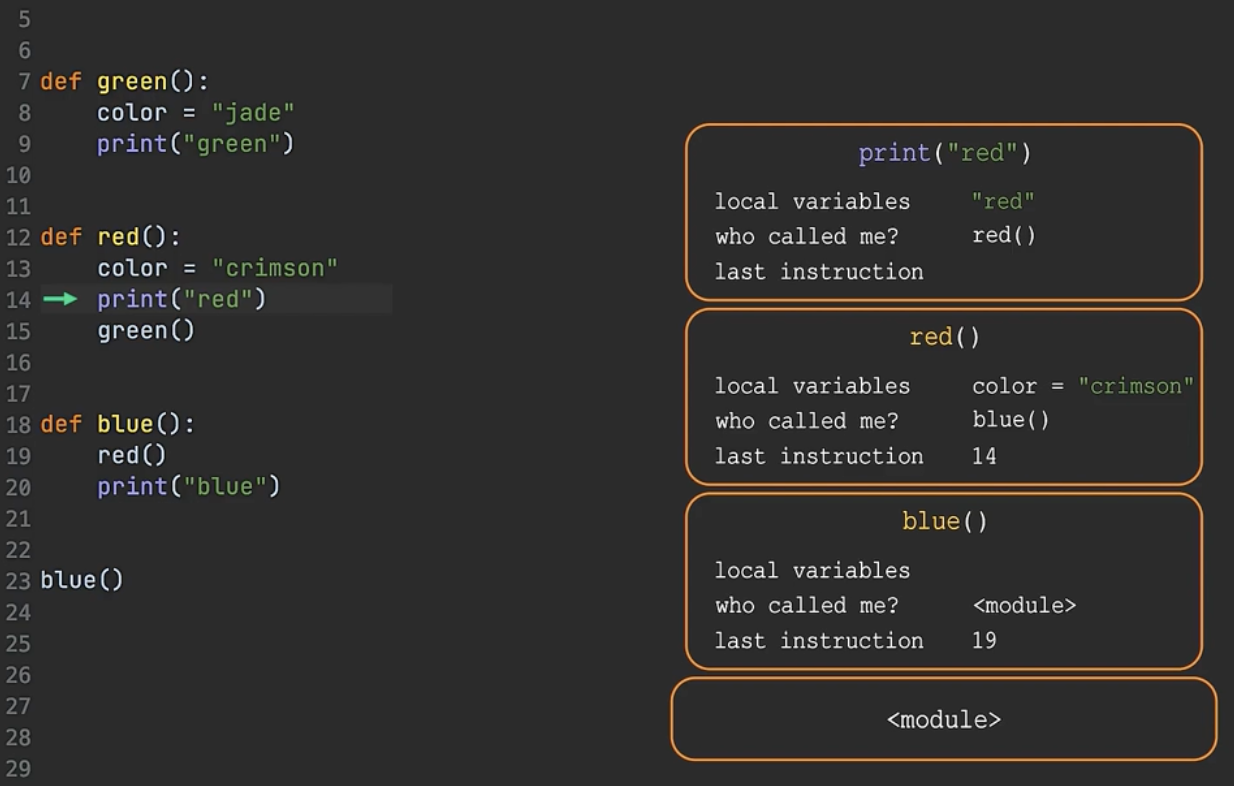 5
6
7 def green():
8     color = "jade"
9     print("green")
10
11
12 def red():
13     color = "crimson"
14     print("red")
15     green()
16
17
18 def blue():
19     red()
20     print("blue")
21
22
23 blue()
24
25
26
27
28
29
print("red")
local variables "red"
who called me? red()
last instruction
red()
local variables color = "crimson"
who called me? blue()
last instruction 14
blue()
local variables
who called me? <module>
last instruction 19
<module>